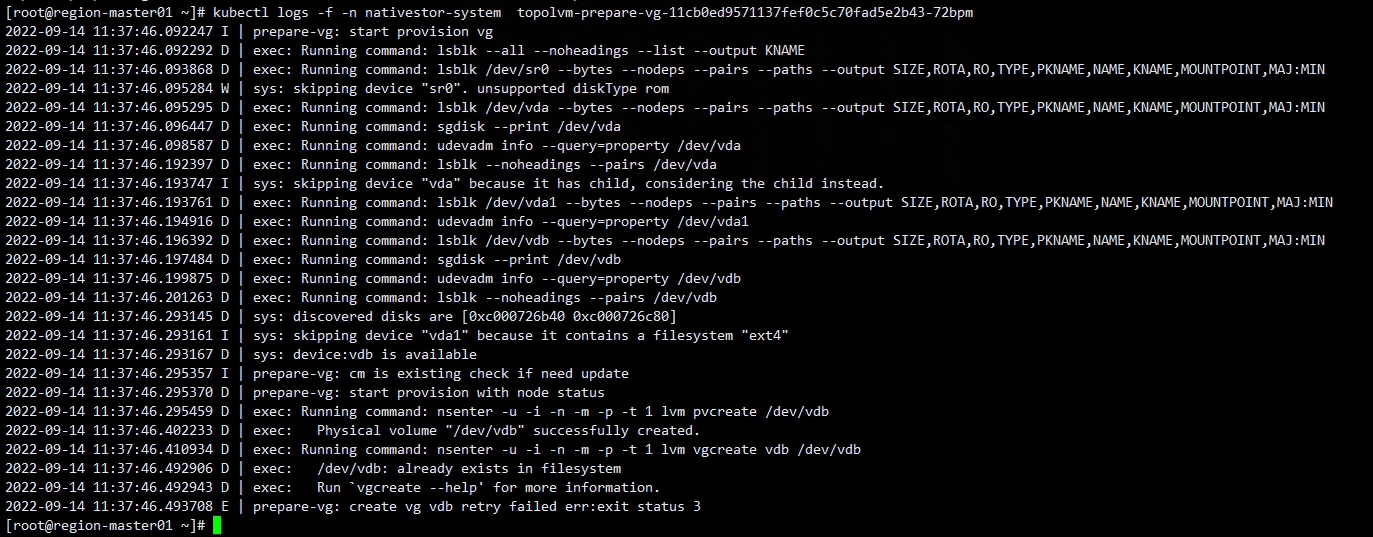 [root@region-master01 ~]# kubectl logs -f -n nativestor-system  topolvm-prepare-vg-11cb0ed9571137fef0c5c70fad5e2b43-72bpm
2022-09-14 11:37:46.092247 I | prepare-vg: start provision vg
2022-09-14 11:37:46.092292 D | exec: Running command: lsblk --all --noheadings --list --output KNAME
2022-09-14 11:37:46.093868 D | exec: Running command: lsblk /dev/sr0 --bytes --nodeps --pairs --paths --output SIZE,ROTA,RO,TYPE,PKNAME,NAME,KNAME,MOUNTPOINT,MAJ:MIN
2022-09-14 11:37:46.095284 W | sys: skipping device "sr0". unsupported diskType rom
2022-09-14 11:37:46.095295 D | exec: Running command: lsblk /dev/vda --bytes --nodeps --pairs --paths --output SIZE,ROTA,RO,TYPE,PKNAME,NAME,KNAME,MOUNTPOINT,MAJ:MIN
2022-09-14 11:37:46.096447 D | exec: Running command: sgdisk --print /dev/vda
2022-09-14 11:37:46.098587 D | exec: Running command: udevadm info --query=property /dev/vda
2022-09-14 11:37:46.192397 D | exec: Running command: lsblk --noheadings --pairs /dev/vda
2022-09-14 11:37:46.193747 I | sys: skipping device "vda" because it has child, considering the child instead.
2022-09-14 11:37:46.193761 D | exec: Running command: lsblk /dev/vda1 --bytes --nodeps --pairs --paths --output SIZE,ROTA,RO,TYPE,PKNAME,NAME,KNAME,MOUNTPOINT,MAJ:MIN
2022-09-14 11:37:46.194916 D | exec: Running command: udevadm info --query=property /dev/vda1
2022-09-14 11:37:46.196392 D | exec: Running command: lsblk /dev/vdb --bytes --nodeps --pairs --paths --output SIZE,ROTA,RO,TYPE,PKNAME,NAME,KNAME,MOUNTPOINT,MAJ:MIN
2022-09-14 11:37:46.197484 D | exec: Running command: sgdisk --print /dev/vdb
2022-09-14 11:37:46.199875 D | exec: Running command: udevadm info --query=property /dev/vdb
2022-09-14 11:37:46.201263 D | exec: Running command: lsblk --noheadings --pairs /dev/vdb
2022-09-14 11:37:46.293145 D | sys: discovered disks are [0xc000726b40 0xc000726c80]
2022-09-14 11:37:46.293161 I | sys: skipping device "vda1" because it contains a filesystem "ext4"
2022-09-14 11:37:46.293167 D | sys: device:vdb is available
2022-09-14 11:37:46.295357 I | prepare-vg: cm is existing check if need update
2022-09-14 11:37:46.295370 D | prepare-vg: start provision with node status
2022-09-14 11:37:46.295459 D | exec: Running command: nsenter -u -i -n -m -p -t 1 lvm pvcreate /dev/vdb
2022-09-14 11:37:46.402233 D | exec:   Physical volume "/dev/vdb" successfully created.
2022-09-14 11:37:46.410934 D | exec: Running command: nsenter -u -i -n -m -p -t 1 lvm vgcreate vdb /dev/vdb
2022-09-14 11:37:46.492906 D | exec:   /dev/vdb: already exists in filesystem
2022-09-14 11:37:46.492943 D | exec:   Run `vgcreate --help' for more information.
2022-09-14 11:37:46.493708 E | prepare-vg: create vg vdb retry failed err:exit status 3
[root@region-master01 ~]#